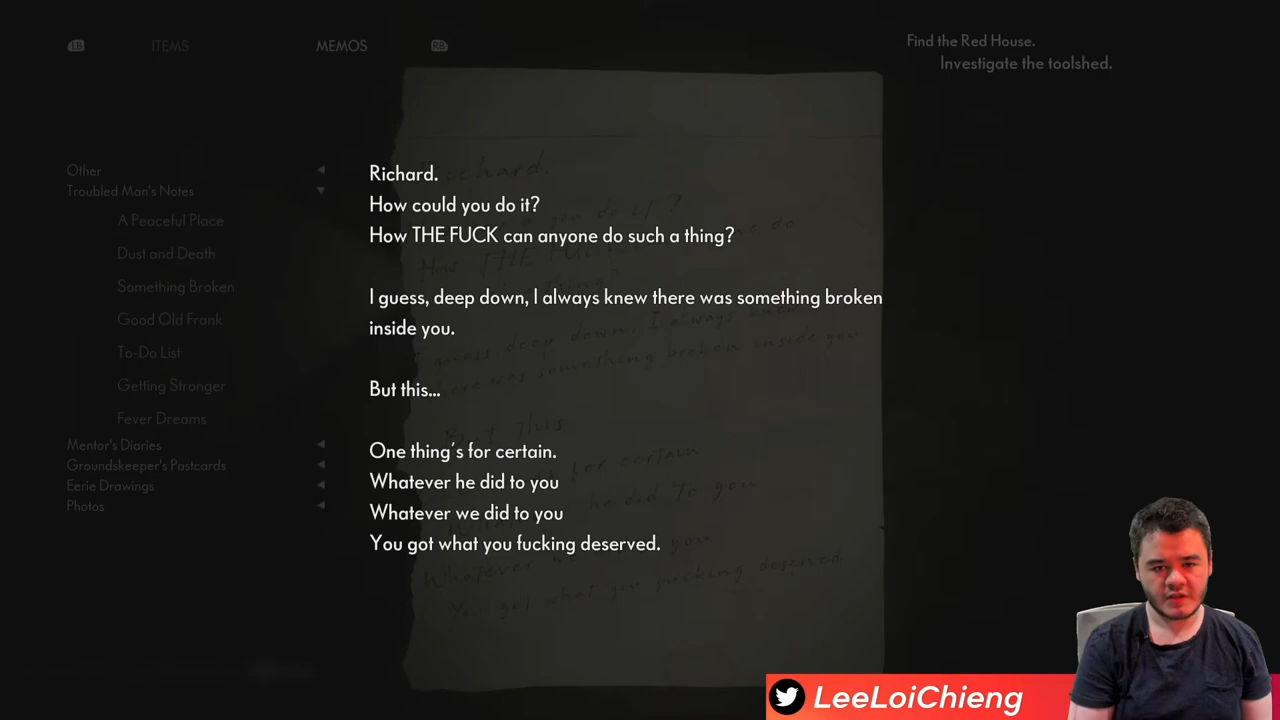 LB
ITEMS
MEMOS
RB
Find the Red House.
Investigate the toolshed.
Other
Troubled Man's Notes
A Peaceful Place
Dust and Death
Something Broken
Good Old Frank
To-Do List
Getting Stronger
Fever Dreams
Mentor's Diaries
Groundskeeper's Postcards
Eerie Drawings
Photos
Richard.
How could you do it?
How THE FUCK can anyone do such a thing?
I guess, deep down, I always knew there was something broken
inside you.
But this...
One thing's for certain.
Whatever he did to you
Whatever we did to you
You got what you fucking deserved.
LeeLoiChieng